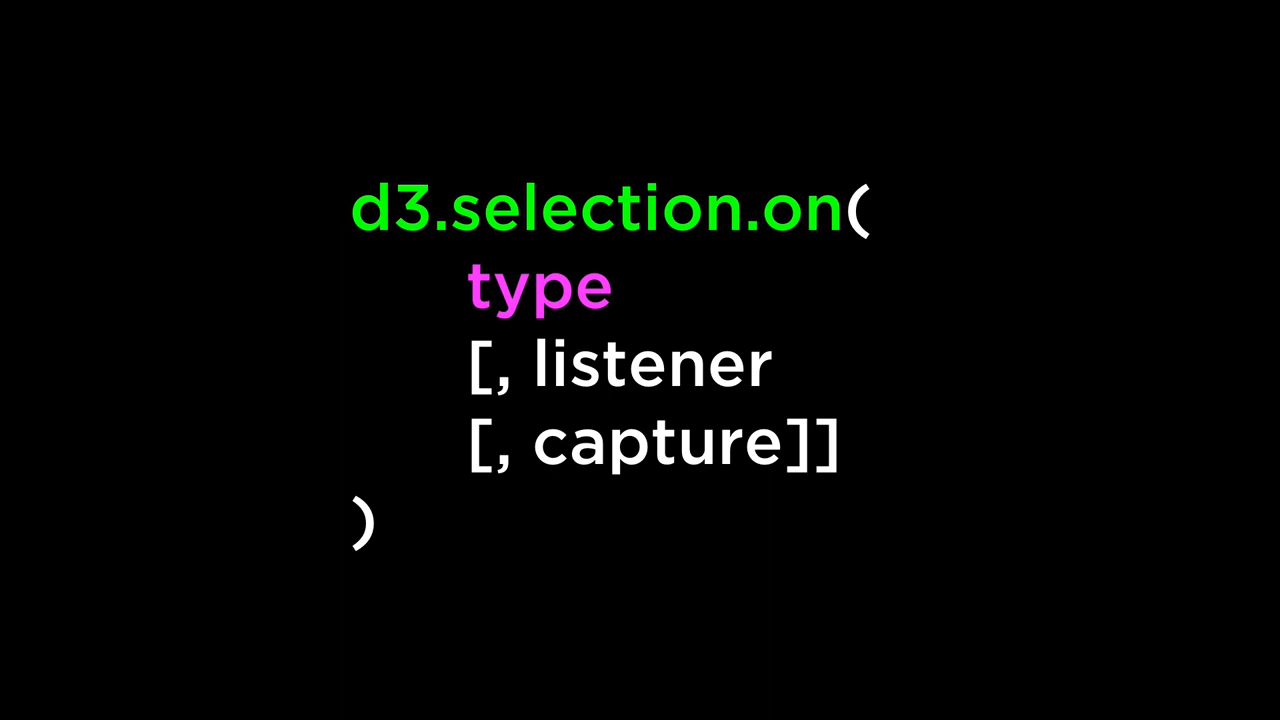 d3.selection.on(
type
[, listener
[, capture]]
)